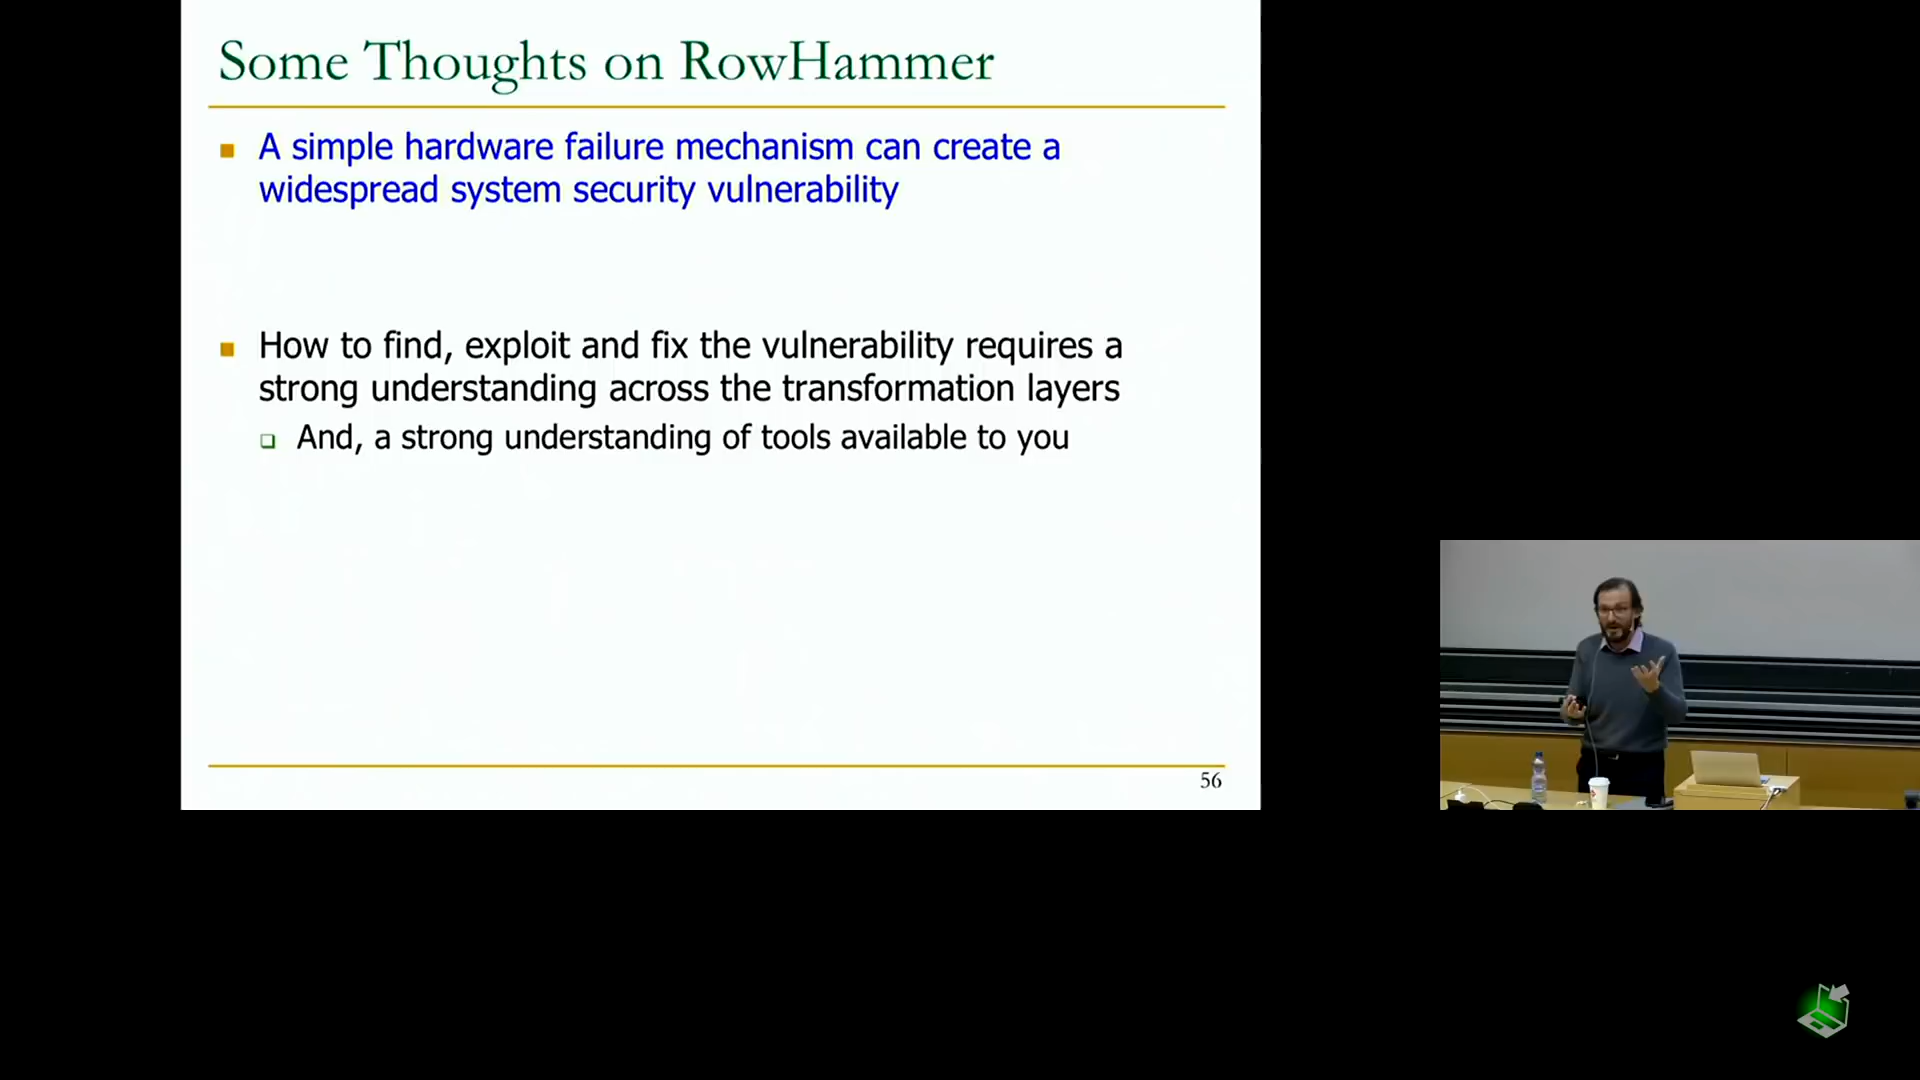 Some Thoughts on RowHammer
A simple hardware failure mechanism can create a
widespread system security vulnerability
How to find, exploit and fix the vulnerability requires a
strong understanding across the transformation layers
And, a strong understanding of tools available to you
56